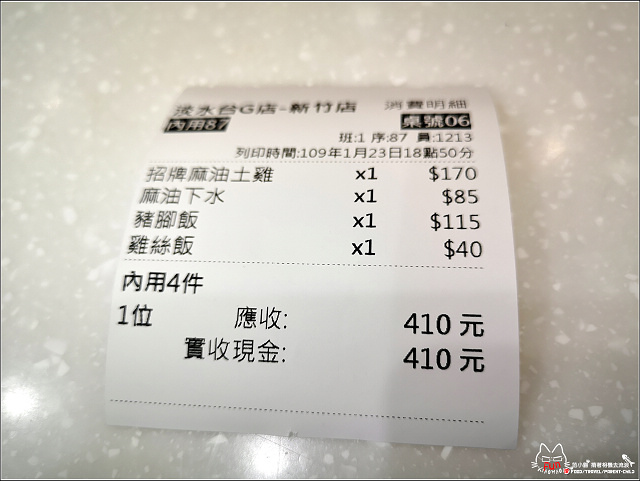 淡水台G店-新竹店 消費明細
內用87 桌號06
班:1 序:87 員:1213
列印時間:109年1月23日18點50分
招牌麻油土雞 x1 $170
麻油下水 x1 $85
豬腳飯 x1 $115
雞絲飯 x1 $40
內用4件
1位 應收: 410 元
實收現金: 410 元
FOOD/TRAVEL/PARENT-CHILD